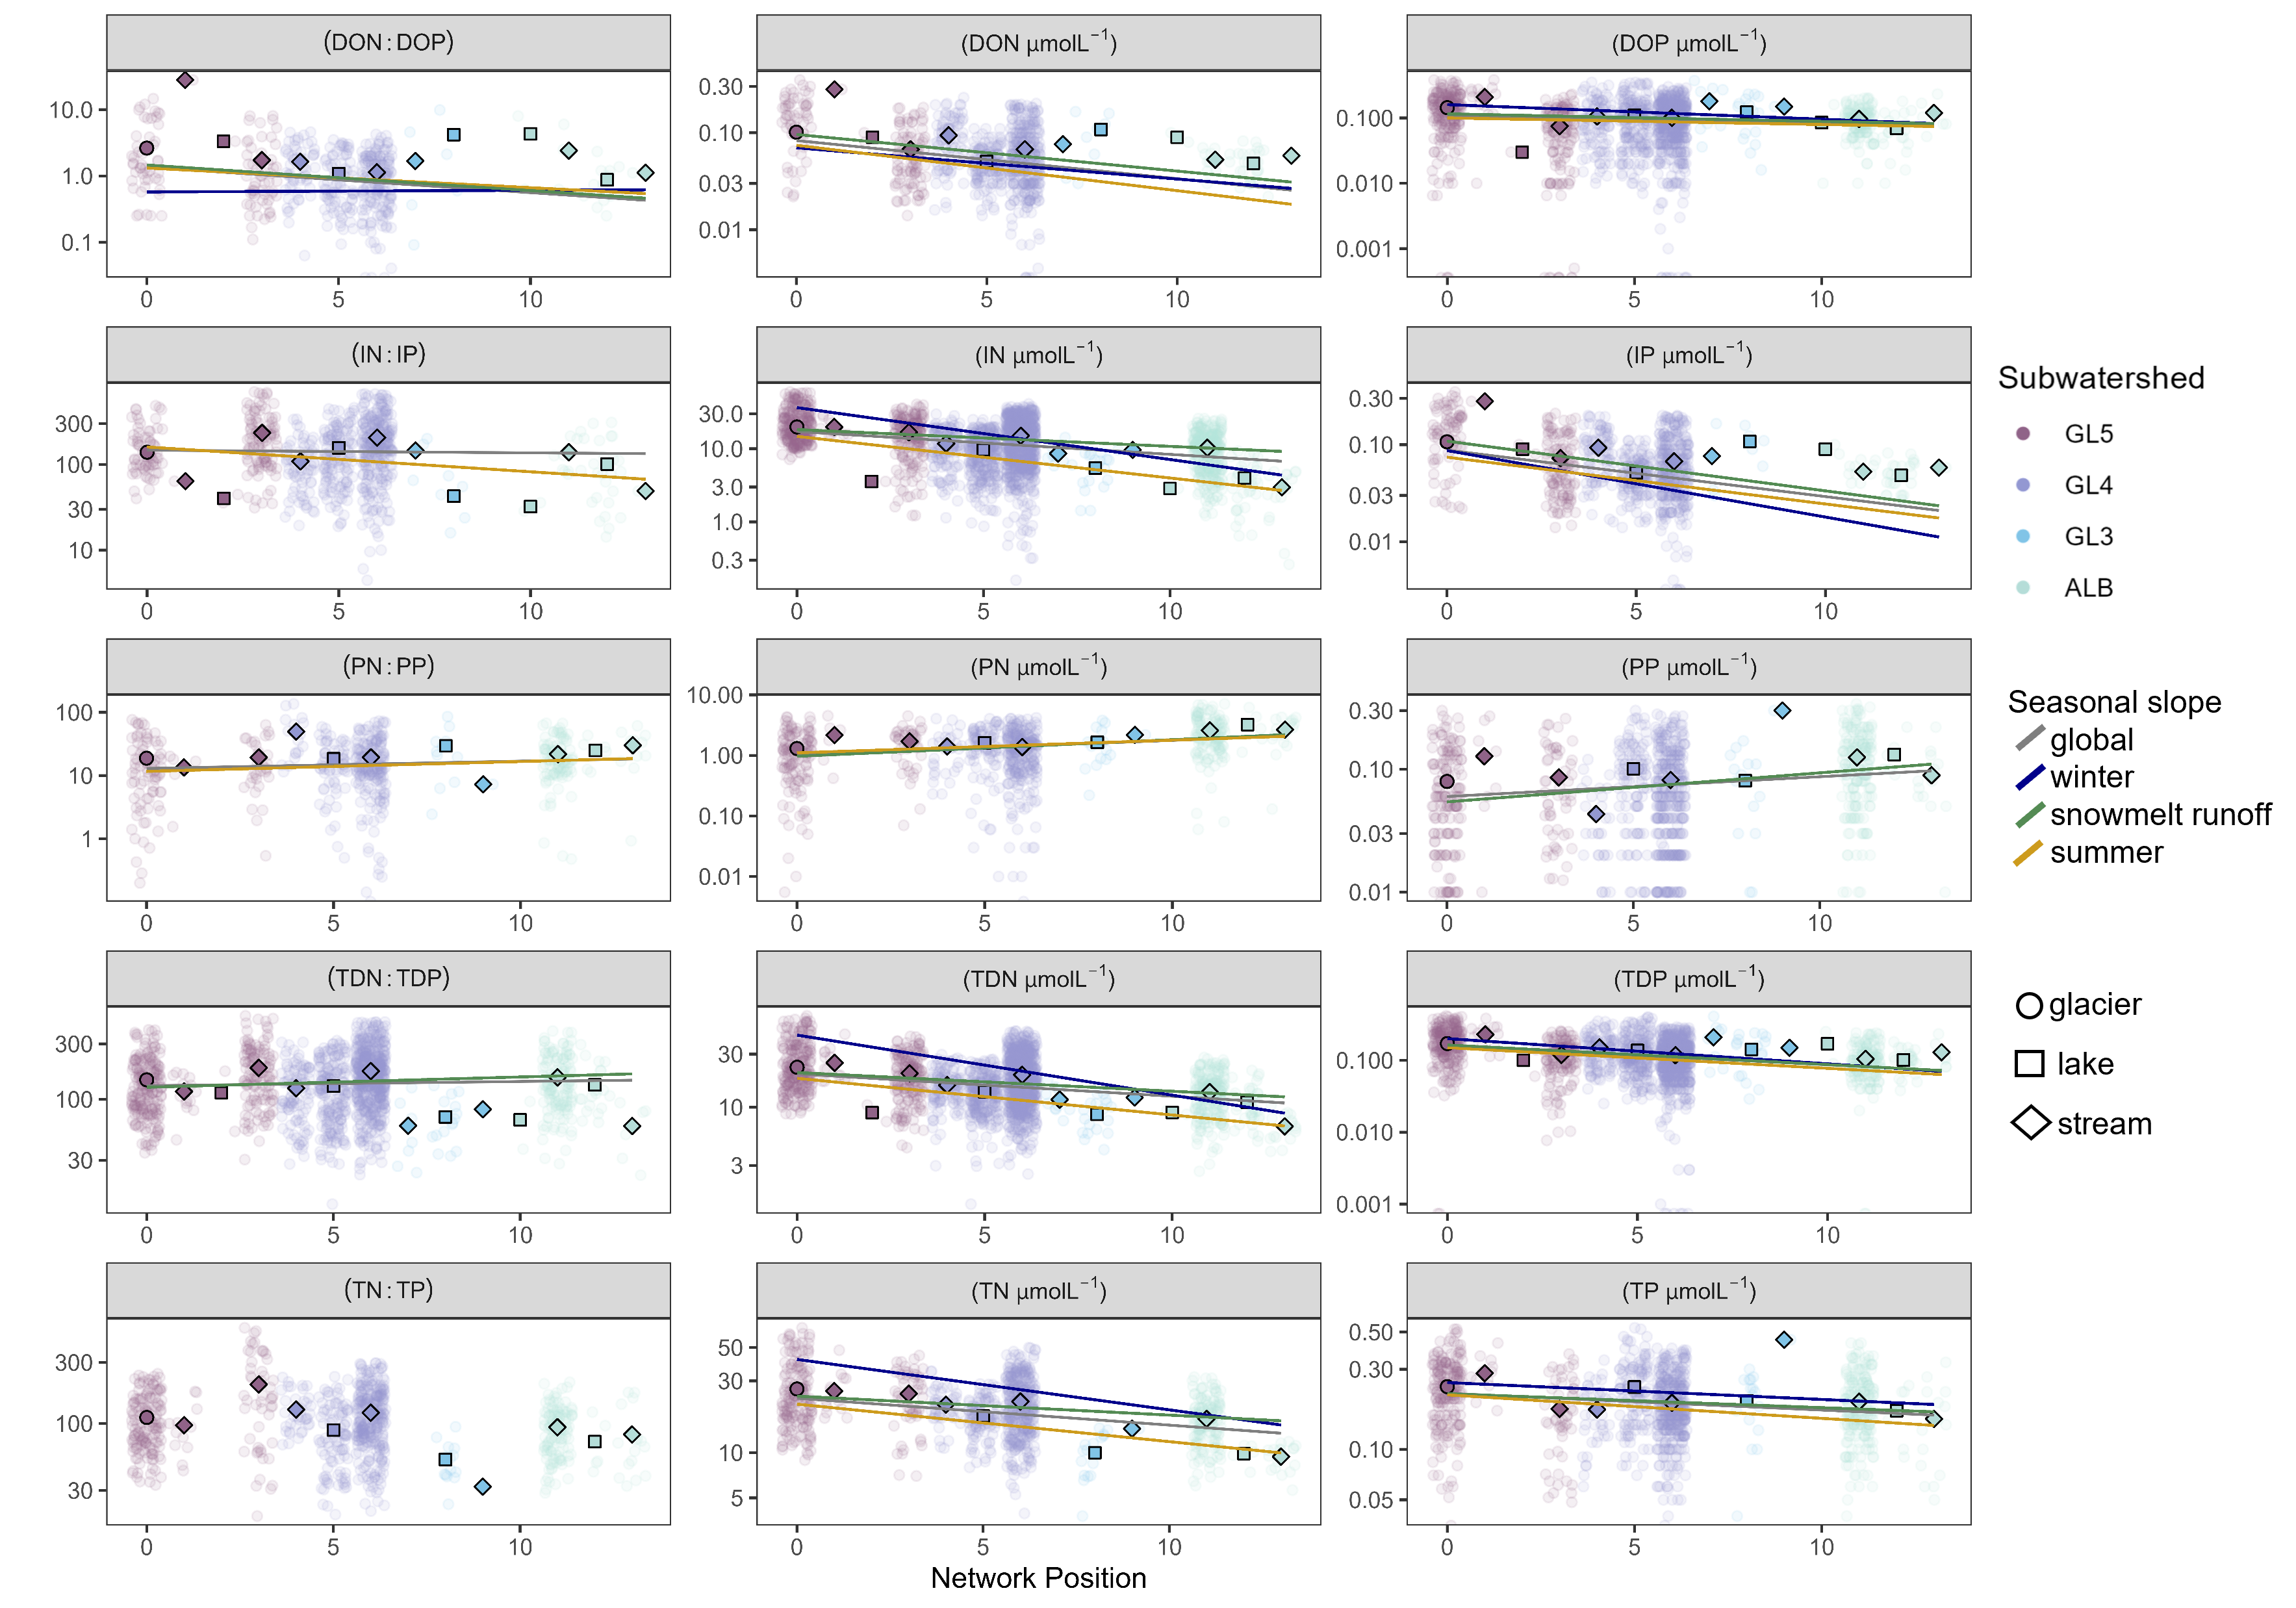 (DON : DOP)
(DON µmolL⁻¹)
(DOP µmolL⁻¹)
10.0
1.0
0.1
0 5 10
0.30
0.10
0.03
0.01
0 5 10
0.100
0.010
0.001
0 5 10
(IN : IP)
(IN µmolL⁻¹)
(IP µmolL⁻¹)
300
100
30
10
0 5 10
30.0
10.0
3.0
1.0
0.3
0 5 10
0.30
0.10
0.03
0.01
0 5 10
(PN : PP)
(PN µmolL⁻¹)
(PP µmolL⁻¹)
100
10
1
0 5 10
10.00
1.00
0.10
0.01
0 5 10
0.30
0.10
0.03
0.01
0 5 10
(TDN : TDP)
(TDN µmolL⁻¹)
(TDP µmolL⁻¹)
300
100
30
0 5 10
30
10
3
0 5 10
0.100
0.010
0.001
0 5 10
(TN : TP)
(TN µmolL⁻¹)
(TP µmolL⁻¹)
300
100
30
0 5 10
50
30
10
5
0 5 10
0.50
0.30
0.10
0.05
0 5 10
Network Position
Subwatershed
GL5
GL4
GL3
ALB
Seasonal slope
global
winter
snowmelt runoff
summer
glacier
lake
stream